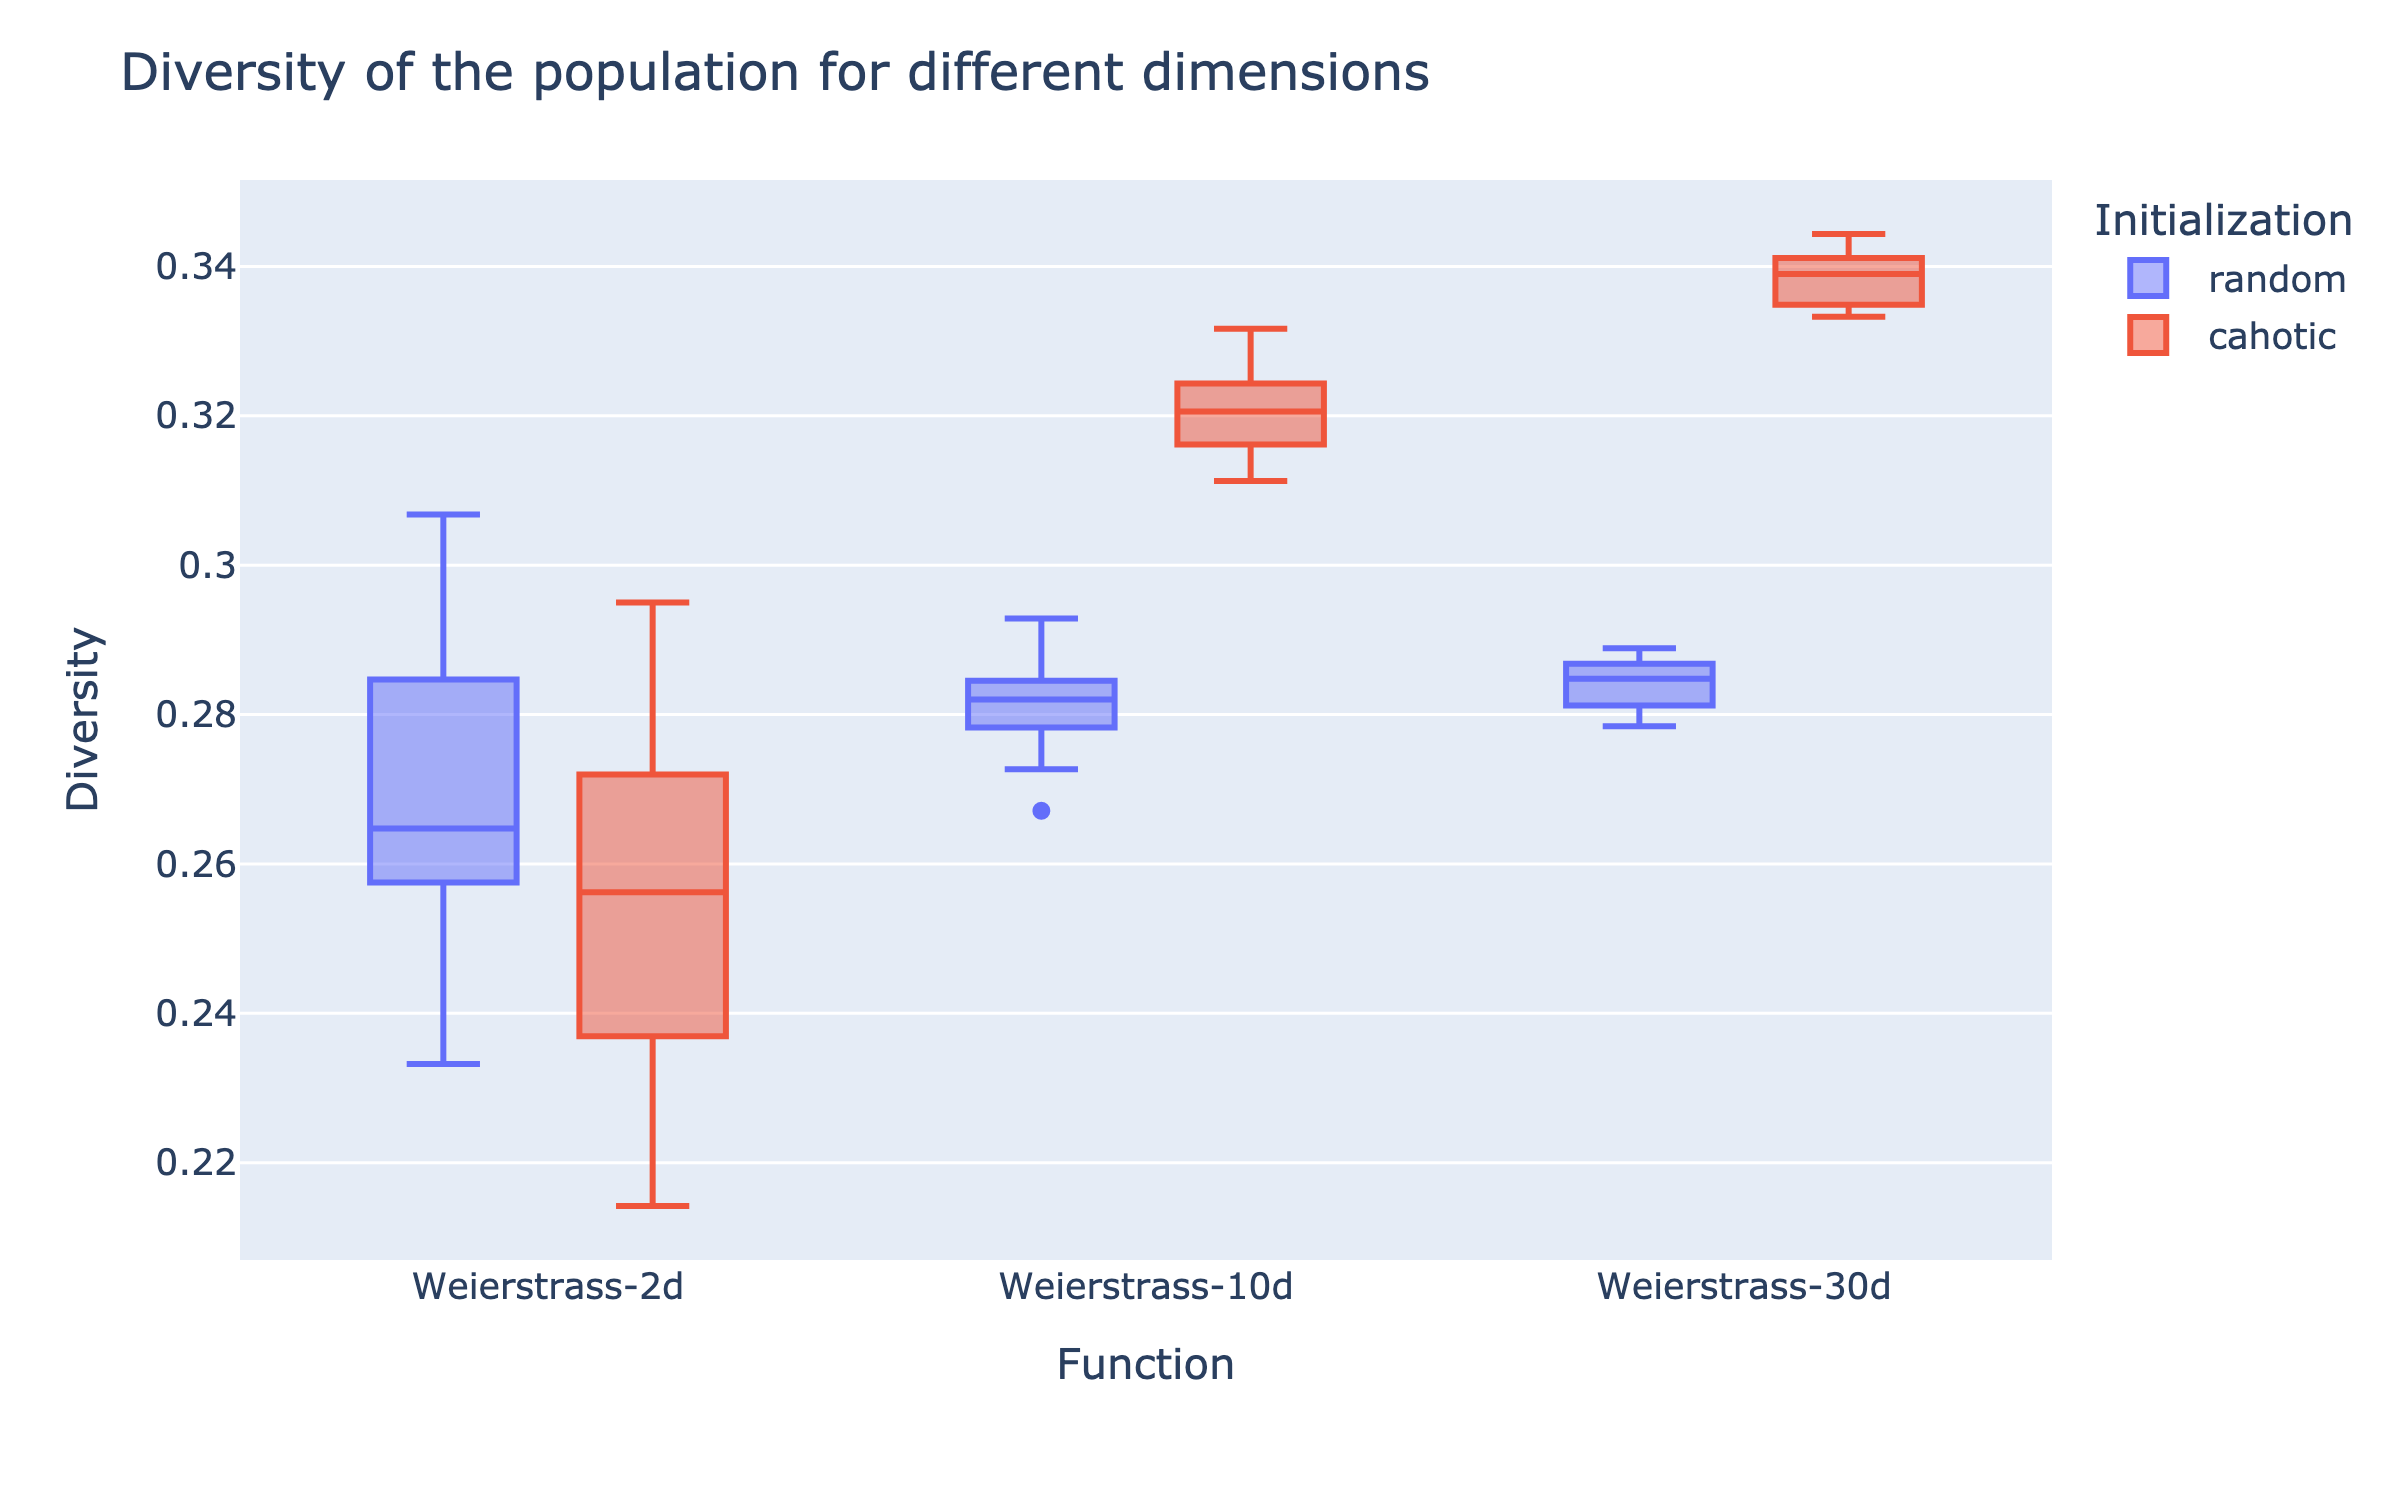 Diversity of the population for different dimensions
Initialization
random
cahotic
Diversity
0.34
0.32
0.3
0.28
0.26
0.24
0.22
Weierstrass-2d
Weierstrass-10d
Weierstrass-30d
Function